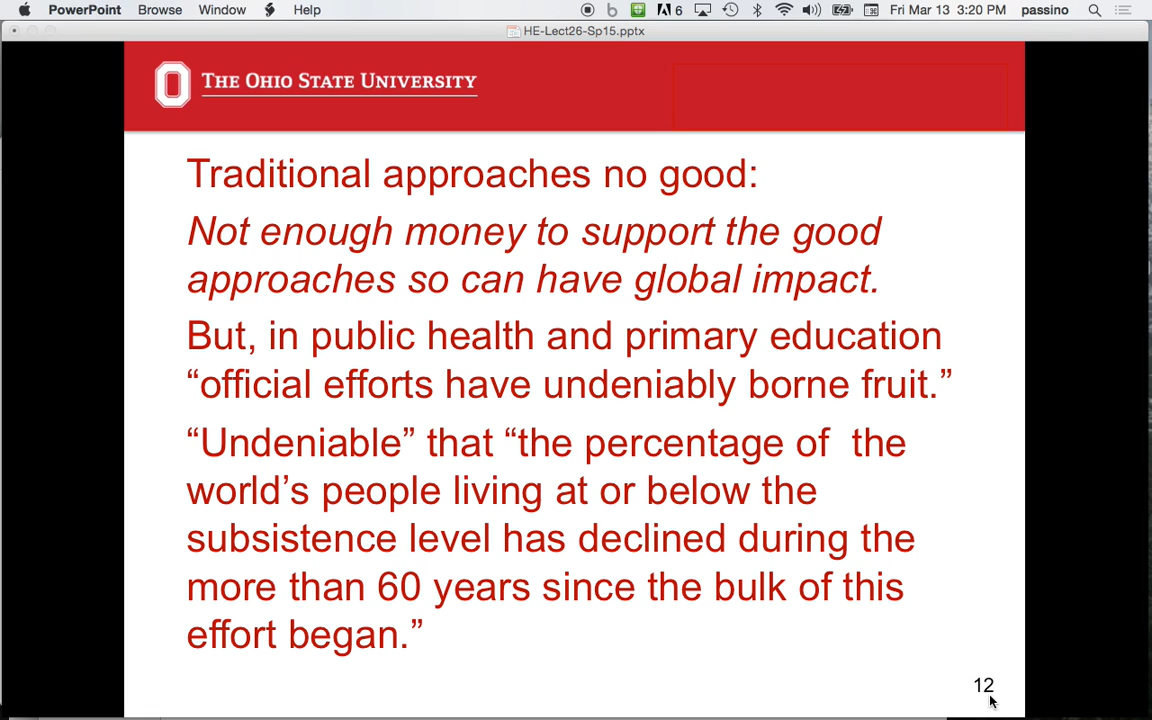 PowerPoint Browse Window Help 6 Fri Mar 13 3:20 PM passino
HE-Lect26-Sp15.pptx
THE OHIO STATE UNIVERSITY
Traditional approaches no good:
Not enough money to support the good
approaches so can have global impact.
But, in public health and primary education
“official efforts have undeniably borne fruit.”
“Undeniable” that “the percentage of the
world’s people living at or below the
subsistence level has declined during the
more than 60 years since the bulk of this
effort began.”
12